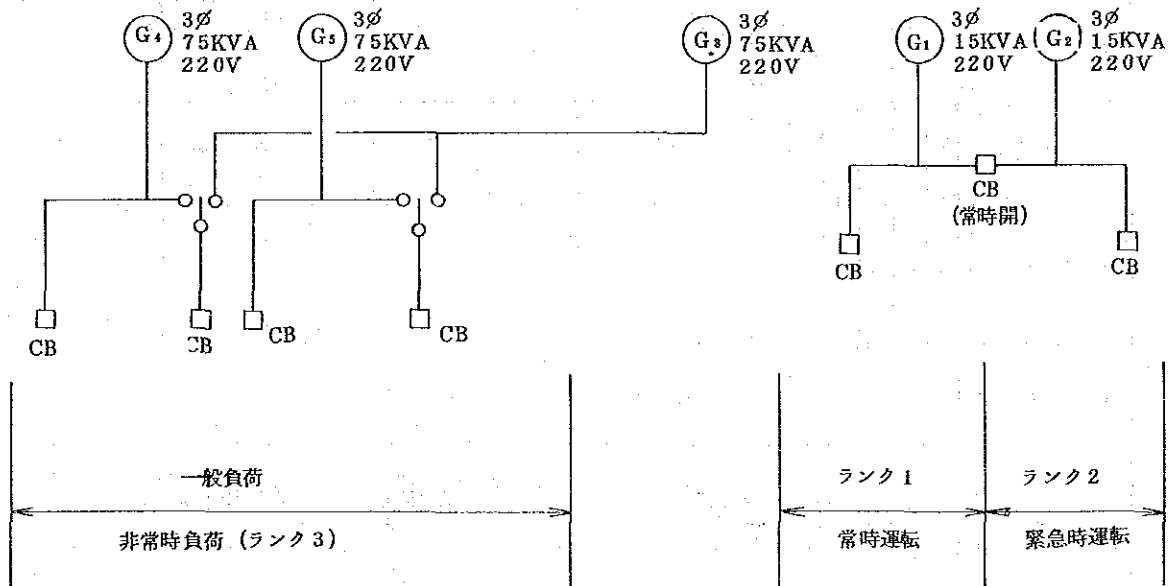 G4
3Ø
75KVA
220V
G5
3Ø
75KVA
220V
G3
3Ø
75KVA
220V
G1
3Ø
15KVA
220V
G2
3Ø
15KVA
220V
CB
(常時開)
CB
CB
CB
CB
CB
CB
一般負荷
非常時負荷 (ランク3)
ランク1
常時運転
ランク2
緊急時運転